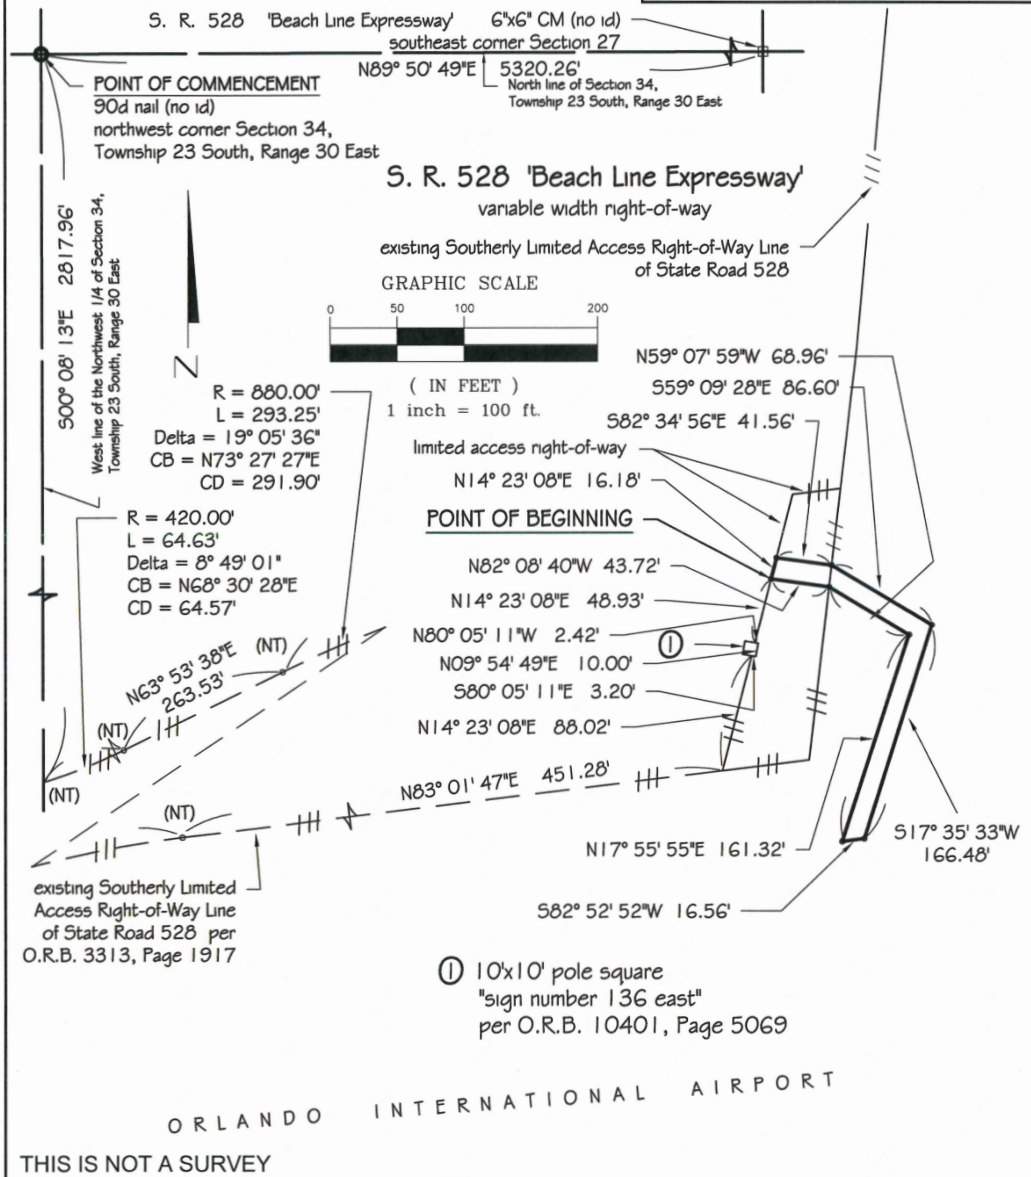 S. R. 528 'Beach Line Expressway'
6"x6" CM (no id)
southeast corner Section 27
N89° 50' 49"E 5320.26'
North line of Section 34,
Township 23 South, Range 30 East
POINT OF COMMENCEMENT
90d nail (no id)
northwest corner Section 34,
Township 23 South, Range 30 East
S. R. 528 'Beach Line Expressway'
variable width right-of-way
existing Southerly Limited Access Right-of-Way Line
of State Road 528
S00° 08' 13"E 2817.96'
West line of the Northwest 1/4 of Section 34,
Township 23 South, Range 30 East
N
GRAPHIC SCALE
0 50 100 200
( IN FEET )
1 inch = 100 ft.
R = 880.00'
L = 293.25'
Delta = 19° 05' 36"
CB = N73° 27' 27"E
CD = 291.90'
R = 420.00'
L = 64.63'
Delta = 8° 49' 01"
CB = N68° 30' 28"E
CD = 64.57'
N59° 07' 59"W 68.96'
S59° 09' 28"E 86.60'
S82° 34' 56"E 41.56'
limited access right-of-way
N14° 23' 08"E 16.18'
POINT OF BEGINNING
N82° 08' 40"W 43.72'
N14° 23' 08"E 48.93'
N80° 05' 11"W 2.42'
1
N09° 54' 49"E 10.00'
S80° 05' 11"E 3.20'
N14° 23' 08"E 88.02'
(NT)
N63° 53' 38"E
263.53'
(NT)
(NT)
(NT)
N83° 01' 47"E 451.28'
N17° 55' 55"E 161.32'
S17° 35' 33"W
166.48'
S82° 52' 52"W 16.56'
existing Southerly Limited
Access Right-of-Way Line
of State Road 528 per
O.R.B. 3313, Page 1917
1 10'x10' pole square
"sign number 136 east"
per O.R.B. 10401, Page 5069
ORLANDO INTERNATIONAL AIRPORT
THIS IS NOT A SURVEY